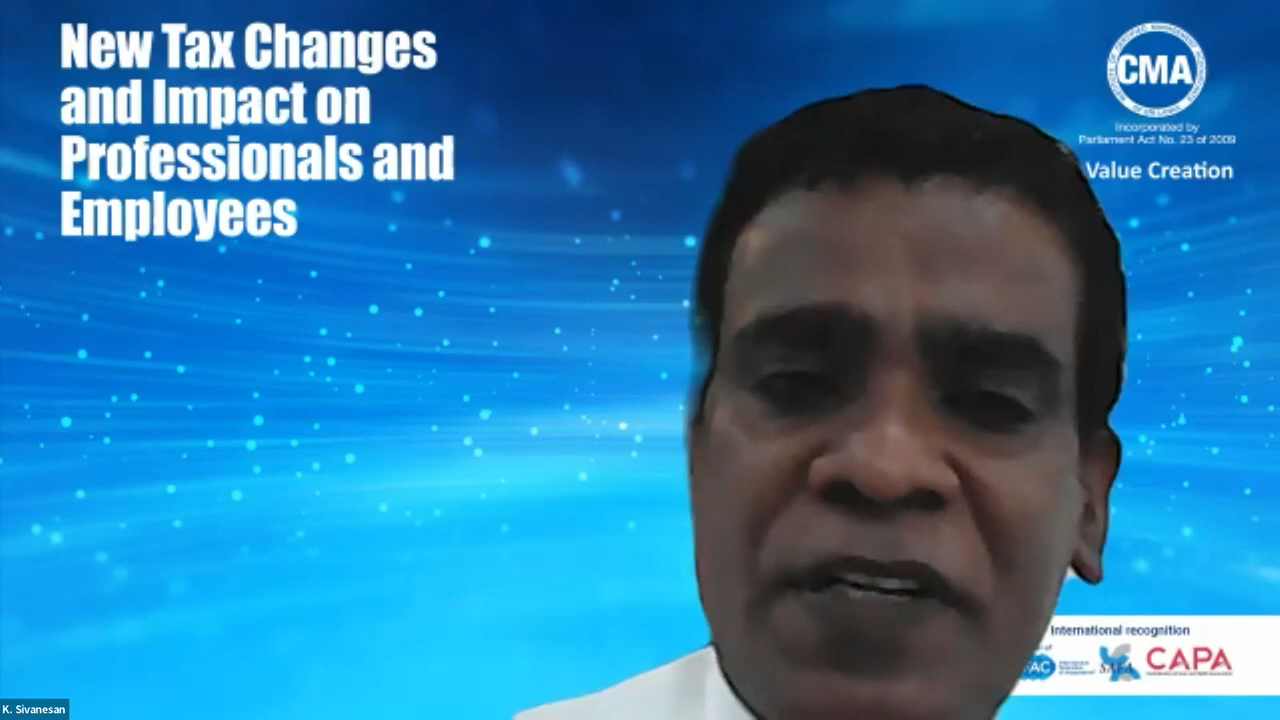 New Tax Changes
and Impact on
Professionals and
Employees
CMA
Incorporated by
Parliament Act No. 23 of 2009
Value Creation
International recognition
CAPA
K. Sivanesan